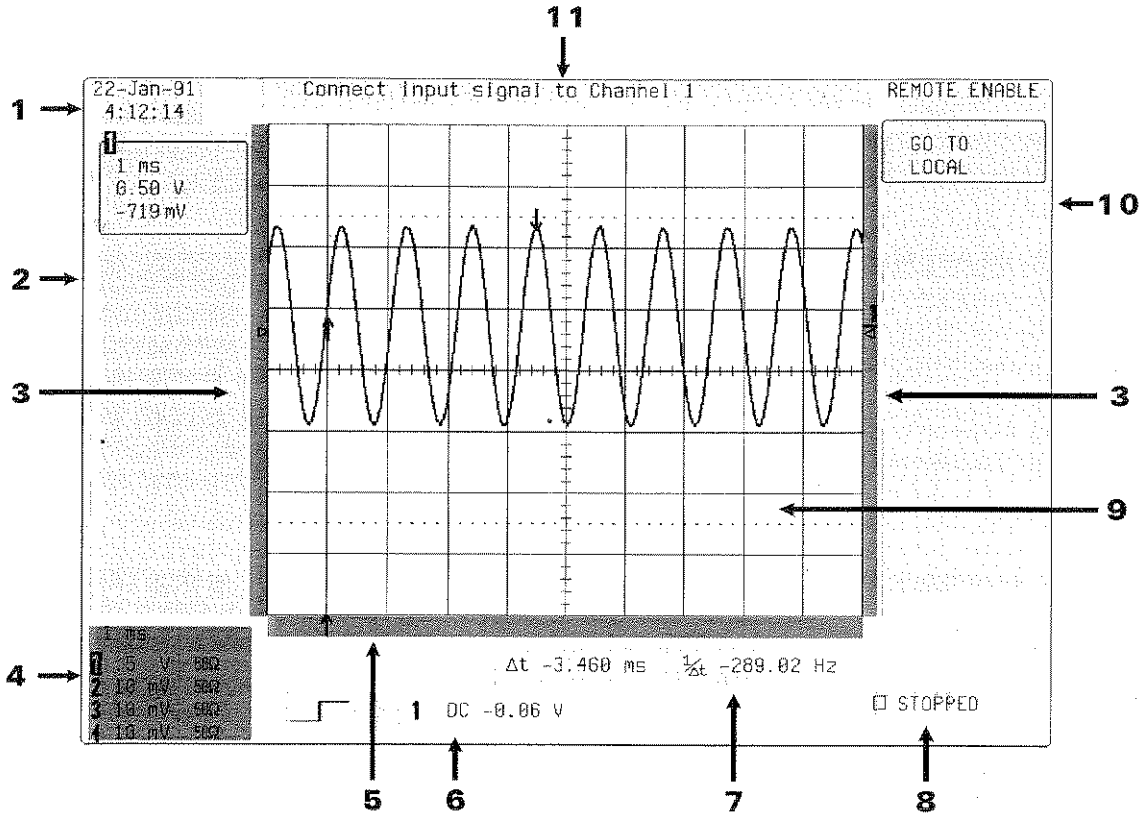 11
22-Jan-91
4:12:14
Connect input signal to Channel 1
REMOTE ENABLE
1
1
1 ms
0.50 V
-719 mV
GO TO
LOCAL
10
2
3
3
9
1 ms
1 .5 V 50Ω
2 10 mV 50Ω
3 10 mV 50Ω
4 10 mV 50Ω
4
Δt -3.460 ms 1/Δt -289.02 Hz
1 DC -0.06 V
STOPPED
5
6
7
8